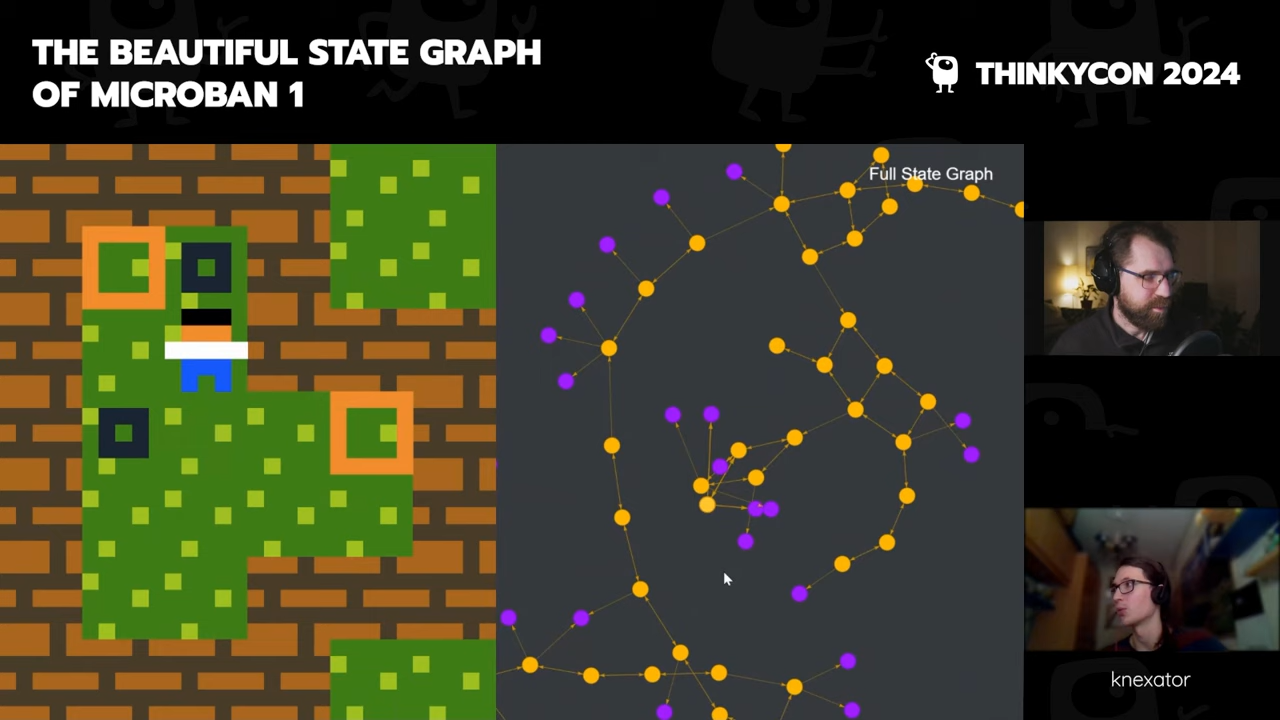 THE BEAUTIFUL STATE GRAPH
OF MICROBAN 1
THINKYCON 2024
Full State Graph
knexator